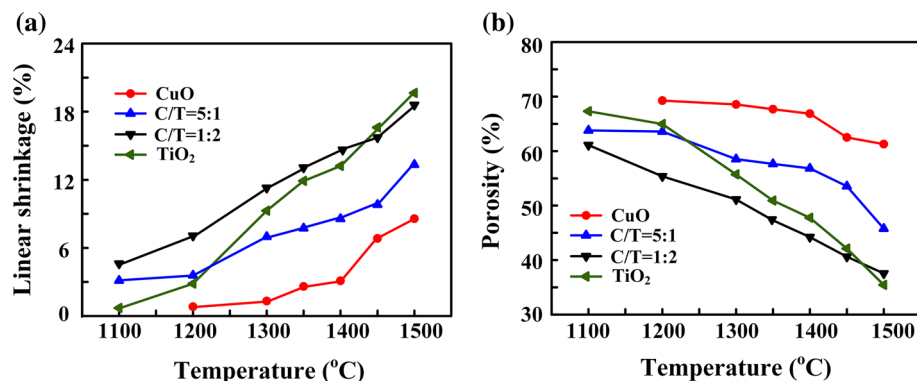 (a)
Linear shrinkage (%)
24
18
12
6
0
CuO
C/T=5:1
C/T=1:2
TiO₂
1100 1200 1300 1400 1500
Temperature (°C)
(b)
Porosity (%)
80
70
60
50
40
30
CuO
C/T=5:1
C/T=1:2
TiO₂
1100 1200 1300 1400 1500
Temperature (°C)